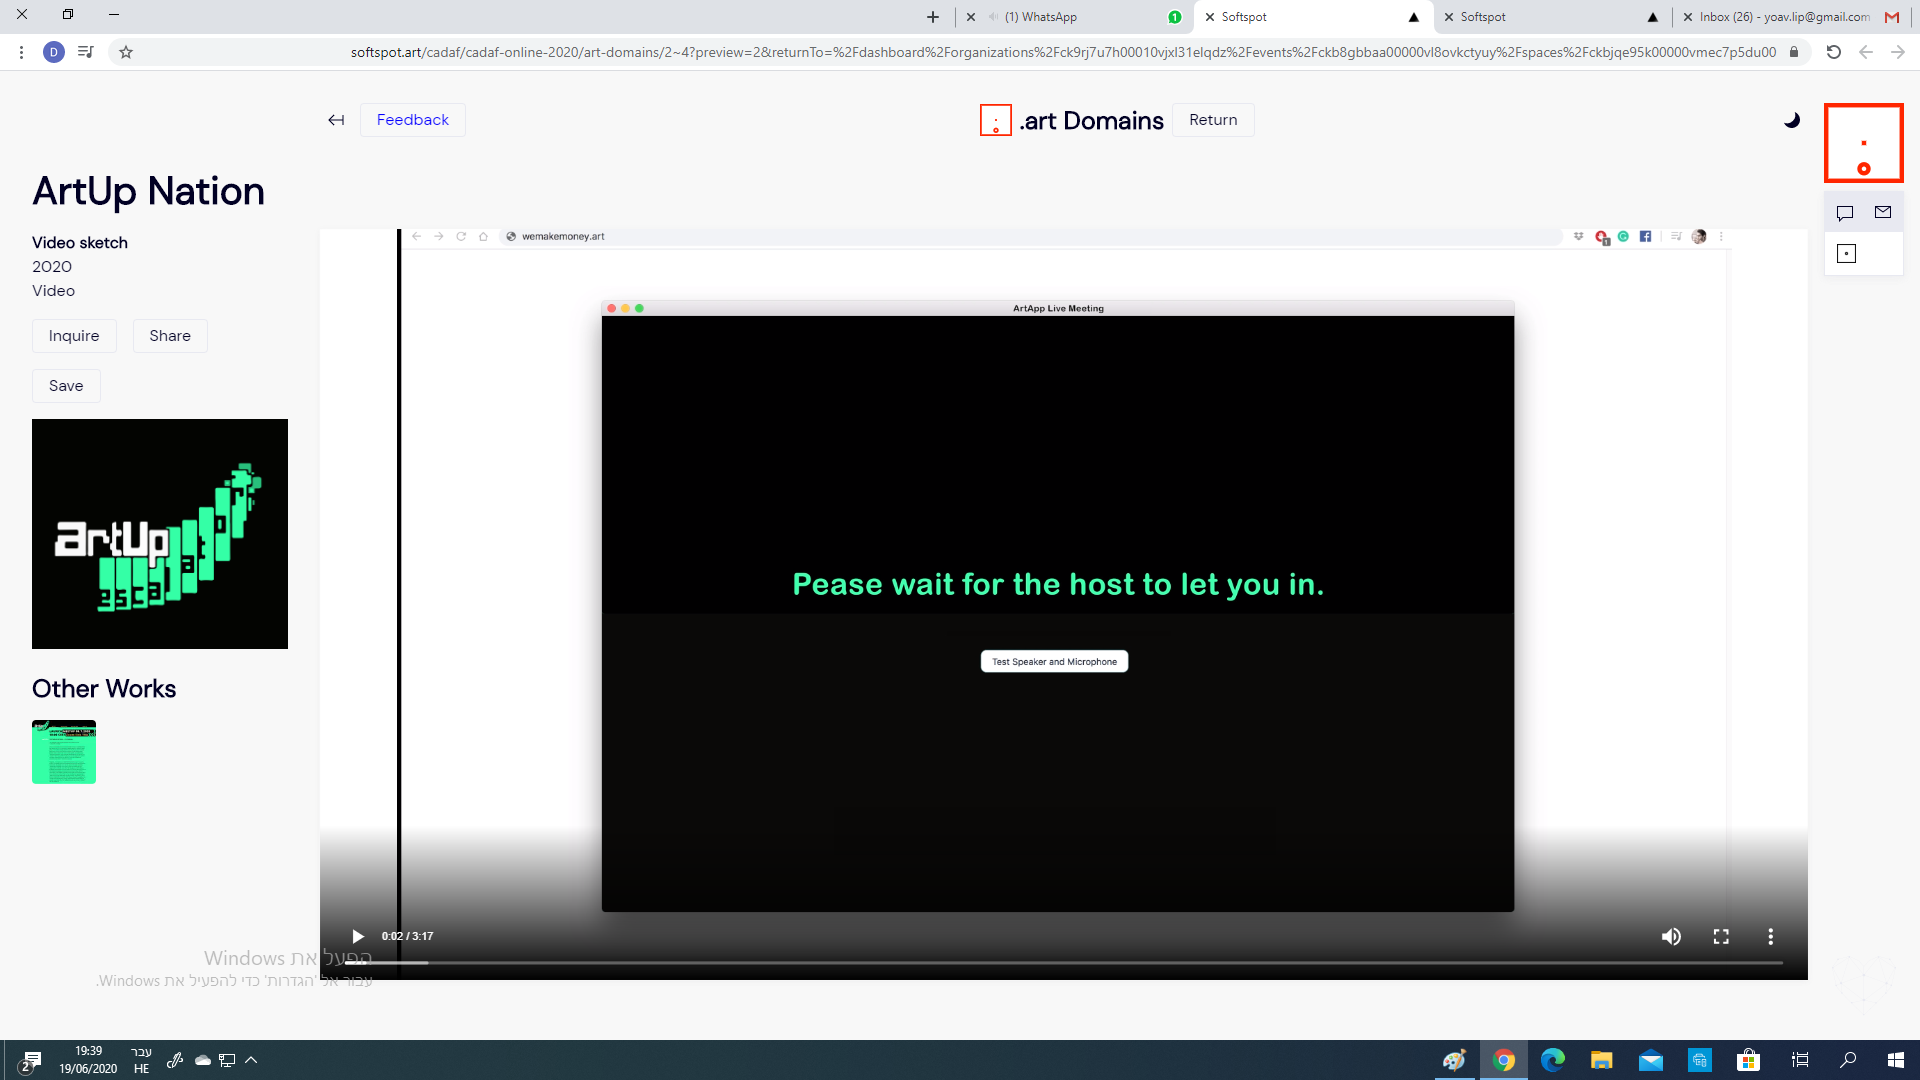 (1) WhatsApp
1
Softspot
Softspot
Inbox (26) - yoav.lip@gmail.com
D
softspot.art/cadaf/cadaf-online-2020/art-domains/2~4?preview=2&returnTo=%2Fdashboard%2Forganizations%2Fck9rj7u7h00010vjxl31elqdz%2Fevents%2Fckb8gbbaa00000vl8ovkctyuy%2Fspaces%2Fckbjqe95k00000vmec7p5du00
Feedback
.art Domains
Return
ArtUp Nation
Video sketch
2020
Video
Inquire
Share
Save
artUp
Other Works
wemakemoney.art
1
ArtApp Live Meeting
Pease wait for the host to let you in.
Test Speaker and Microphone
0:02 / 3:17
הפעל את Windows
עבור אל 'הגדרות' כדי להפעיל את Windows.
2
19:39
19/06/2020
עבר
HE